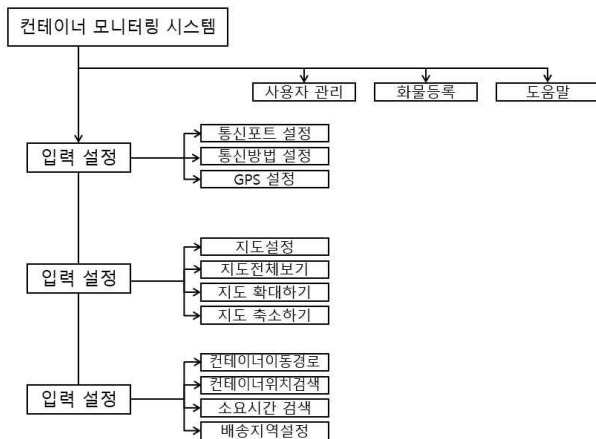 컨테이너 모니터링 시스템
사용자 관리
화물등록
도움말
입력 설정
통신포트 설정
통신방법 설정
GPS 설정
입력 설정
지도설정
지도전체보기
지도 확대하기
지도 축소하기
입력 설정
컨테이너이동경로
컨테이너위치검색
소요시간 검색
배송지역설정